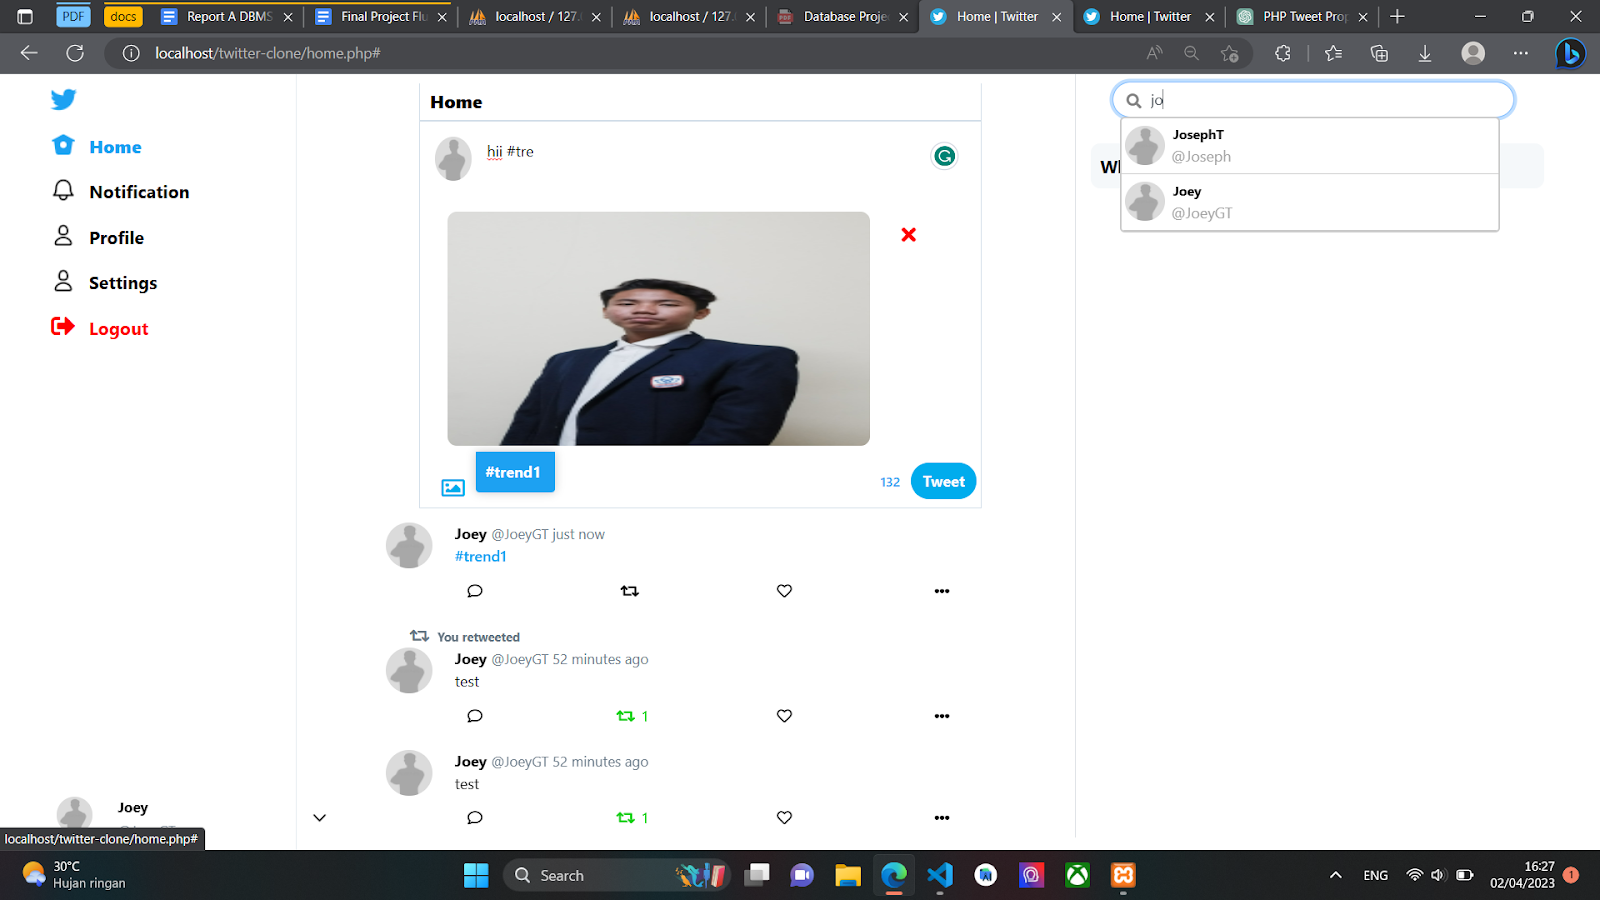 PDF
docs
Report A DBMS
Final Project Flu
localhost / 127.
localhost / 127.
Database Proje
Home | Twitter
Home | Twitter
PHP Tweet Pro
localhost/twitter-clone/home.php#
Home
Notification
Profile
Settings
Logout
Home
hii #tre
#trend1
132
Tweet
Joey @JoeyGT just now
#trend1
You retweeted
Joey @JoeyGT 52 minutes ago
test
1
Joey @JoeyGT 52 minutes ago
test
1
jo
JosephT
@Joseph
Joey
@JoeyGT
Joey
localhost/twitter-clone/home.php#
30°C
Hujan ringan
Search
ENG
16:27
02/04/2023
1